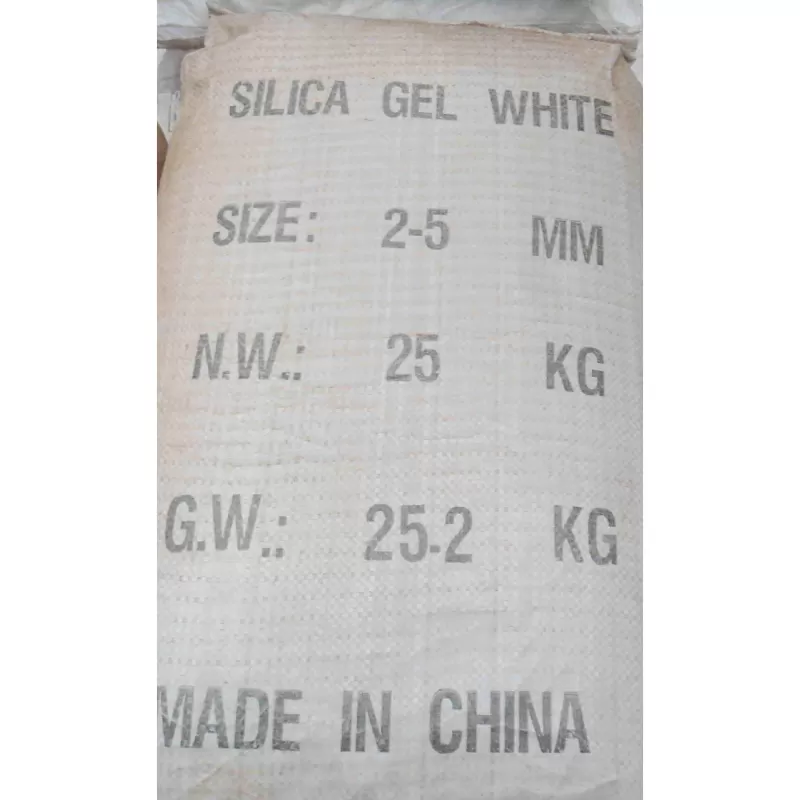 SILICA GEL WHITE
SIZE: 2-5 MM
N.W.: 25 KG
G.W.: 25.2 KG
MADE IN CHINA